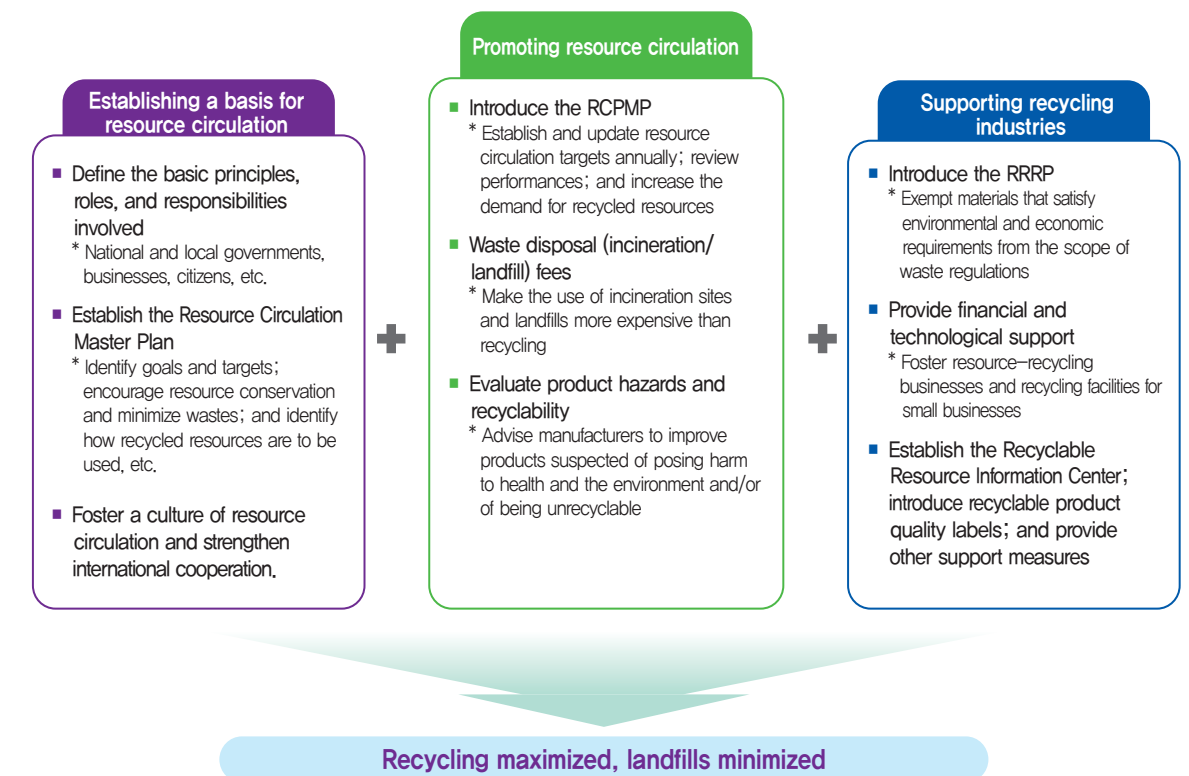 Establishing a basis for
resource circulation
■ Define the basic principles,
roles, and responsibilities
involved
* National and local governments,
businesses, citizens, etc.
■ Establish the Resource Circulation
Master Plan
* Identify goals and targets;
encourage resource conservation
and minimize wastes; and identify
how recycled resources are to be
used, etc.
■ Foster a culture of resource
circulation and strengthen
international cooperation.
Promoting resource circulation
■ Introduce the RCPMP
* Establish and update resource
circulation targets annually; review
performances; and increase the
demand for recycled resources
■ Waste disposal (incineration/
landfill) fees
* Make the use of incineration sites
and landfills more expensive than
recycling
■ Evaluate product hazards and
recyclability
* Advise manufacturers to improve
products suspected of posing harm
to health and the environment and/or
of being unrecyclable
Supporting recycling
industries
■ Introduce the RRRP
* Exempt materials that satisfy
environmental and economic
requirements from the scope of
waste regulations
■ Provide financial and
technological support
* Foster resource-recycling
businesses and recycling facilities for
small businesses
■ Establish the Recyclable
Resource Information Center;
introduce recyclable product
quality labels; and provide
other support measures
Recycling maximized, landfills minimized